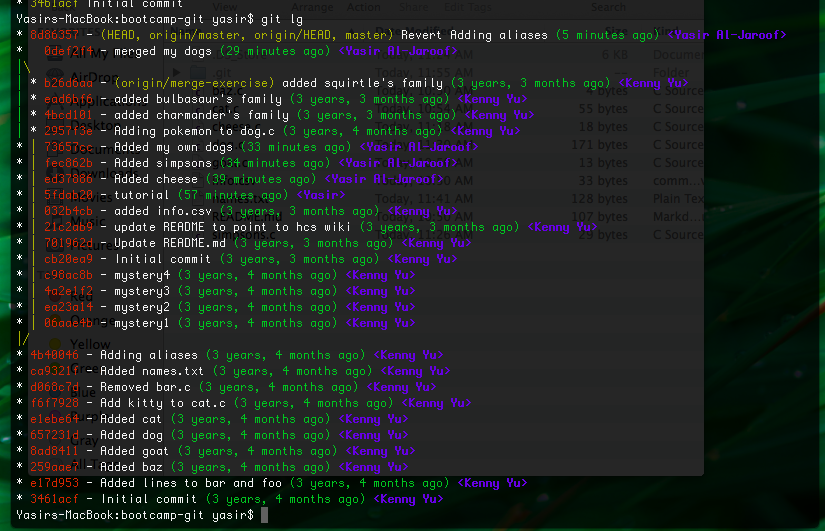 * 3461acf Initial commit
Yasirs-MacBook:bootcamp-git yasir$ git lg
* 8d86357 - (HEAD, origin/master, origin/HEAD, master) Revert Adding aliases (5 minutes ago) <Yasir Al-Jaroof>
* 8def2f4 - merged my dogs (29 minutes ago) <Yasir Al-Jaroof>
|\
| * b26d6aa - (origin/merge-exercise) added squirtle's family (3 years, 3 months ago) <Kenny Yu>
| * ead6bf6 - added bulbasaur's family (3 years, 3 months ago) <Kenny Yu>
| * 4bcd101 - added charmander's family (3 years, 3 months ago) <Kenny Yu>
| * 2957f3e - Adding pokemon to dog.c (3 years, 4 months ago) <Kenny Yu>
* | 73657ca - Added my own dogs (33 minutes ago) <Yasir Al-Jaroof>
* | fec862b - Added simpsons (34 minutes ago) <Yasir Al-Jaroof>
* | ed37886 - Added cheese (39 minutes ago) <Yasir Al-Jaroof>
* | 5fdab20 - tutorial (57 minutes ago) <Yasir>
* | 032b4cb - added info.csv (3 years, 3 months ago) <Kenny Yu>
* | 21c2ab9 - update README to point to hcs wiki (3 years, 3 months ago) <Kenny Yu>
* | 701962d - Update README.md (3 years, 3 months ago) <Kenny Yu>
* | cb20ea9 - Initial commit (3 years, 3 months ago) <Kenny Yu>
* | e98ac8b - mystery4 (3 years, 4 months ago) <Kenny Yu>
* | 4a2e1f2 - mystery3 (3 years, 4 months ago) <Kenny Yu>
* | ea23a14 - mystery2 (3 years, 4 months ago) <Kenny Yu>
* | 06aae4b - mystery1 (3 years, 4 months ago) <Kenny Yu>
|/
* 4b40046 - Adding aliases (3 years, 4 months ago) <Kenny Yu>
* ca9321f - Added names.txt (3 years, 4 months ago) <Kenny Yu>
* d068c7d - Removed bar.c (3 years, 4 months ago) <Kenny Yu>
* f6f7928 - Add kitty to cat.c (3 years, 4 months ago) <Kenny Yu>
* e1ebe64 - Added cat (3 years, 4 months ago) <Kenny Yu>
* 657231d - Added dog (3 years, 4 months ago) <Kenny Yu>
* 8ad8411 - Added goat (3 years, 4 months ago) <Kenny Yu>
* 259aae7 - Added baz (3 years, 4 months ago) <Kenny Yu>
* e17d953 - Added lines to bar and foo (3 years, 4 months ago) <Kenny Yu>
* 3461acf - Initial commit (3 years, 4 months ago) <Kenny Yu>
Yasirs-MacBook:bootcamp-git yasir$